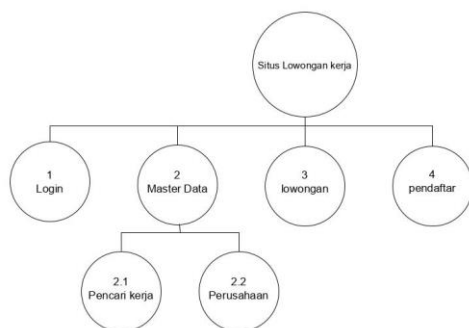 Situs Lowongan kerja
1
Login
2
Master Data
3
lowongan
4
pendaftar
2.1
Pencari kerja
2.2
Perusahaan